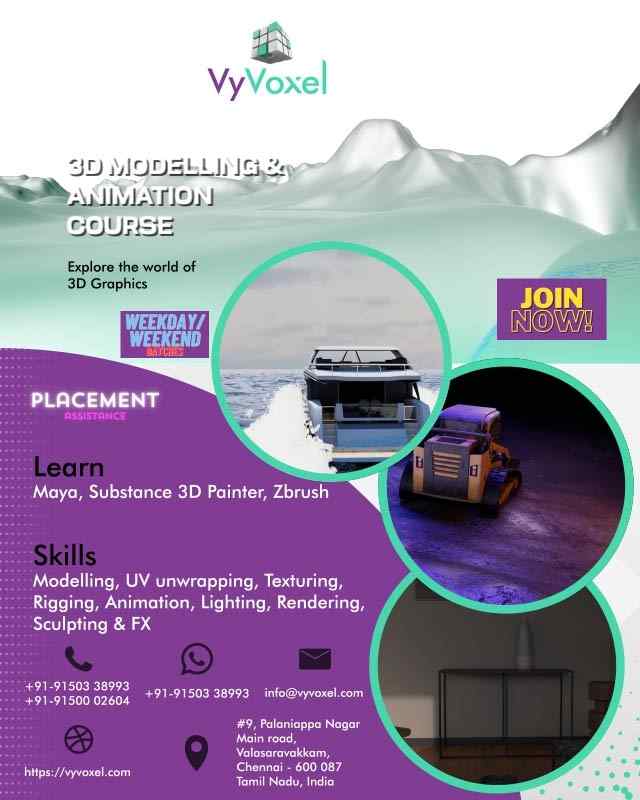 VyVoxel
3D MODELLING &
ANIMATION
COURSE
Explore the world of
3D Graphics
WEEKDAY/
WEEKEND
BATCHES
JOIN
NOW!
PLACEMENT
ASSISTANCE
Learn
Maya, Substance 3D Painter, Zbrush
Skills
Modelling, UV unwrapping, Texturing,
Rigging, Animation, Lighting, Rendering,
Sculpting & FX
+91-91503 38993
+91-91500 02604
+91-91503 38993
info@vyvoxel.com
https://vyvoxel.com
#9, Palaniappa Nagar
Main road,
Valasaravakkam,
Chennai - 600 087
Tamil Nadu, India